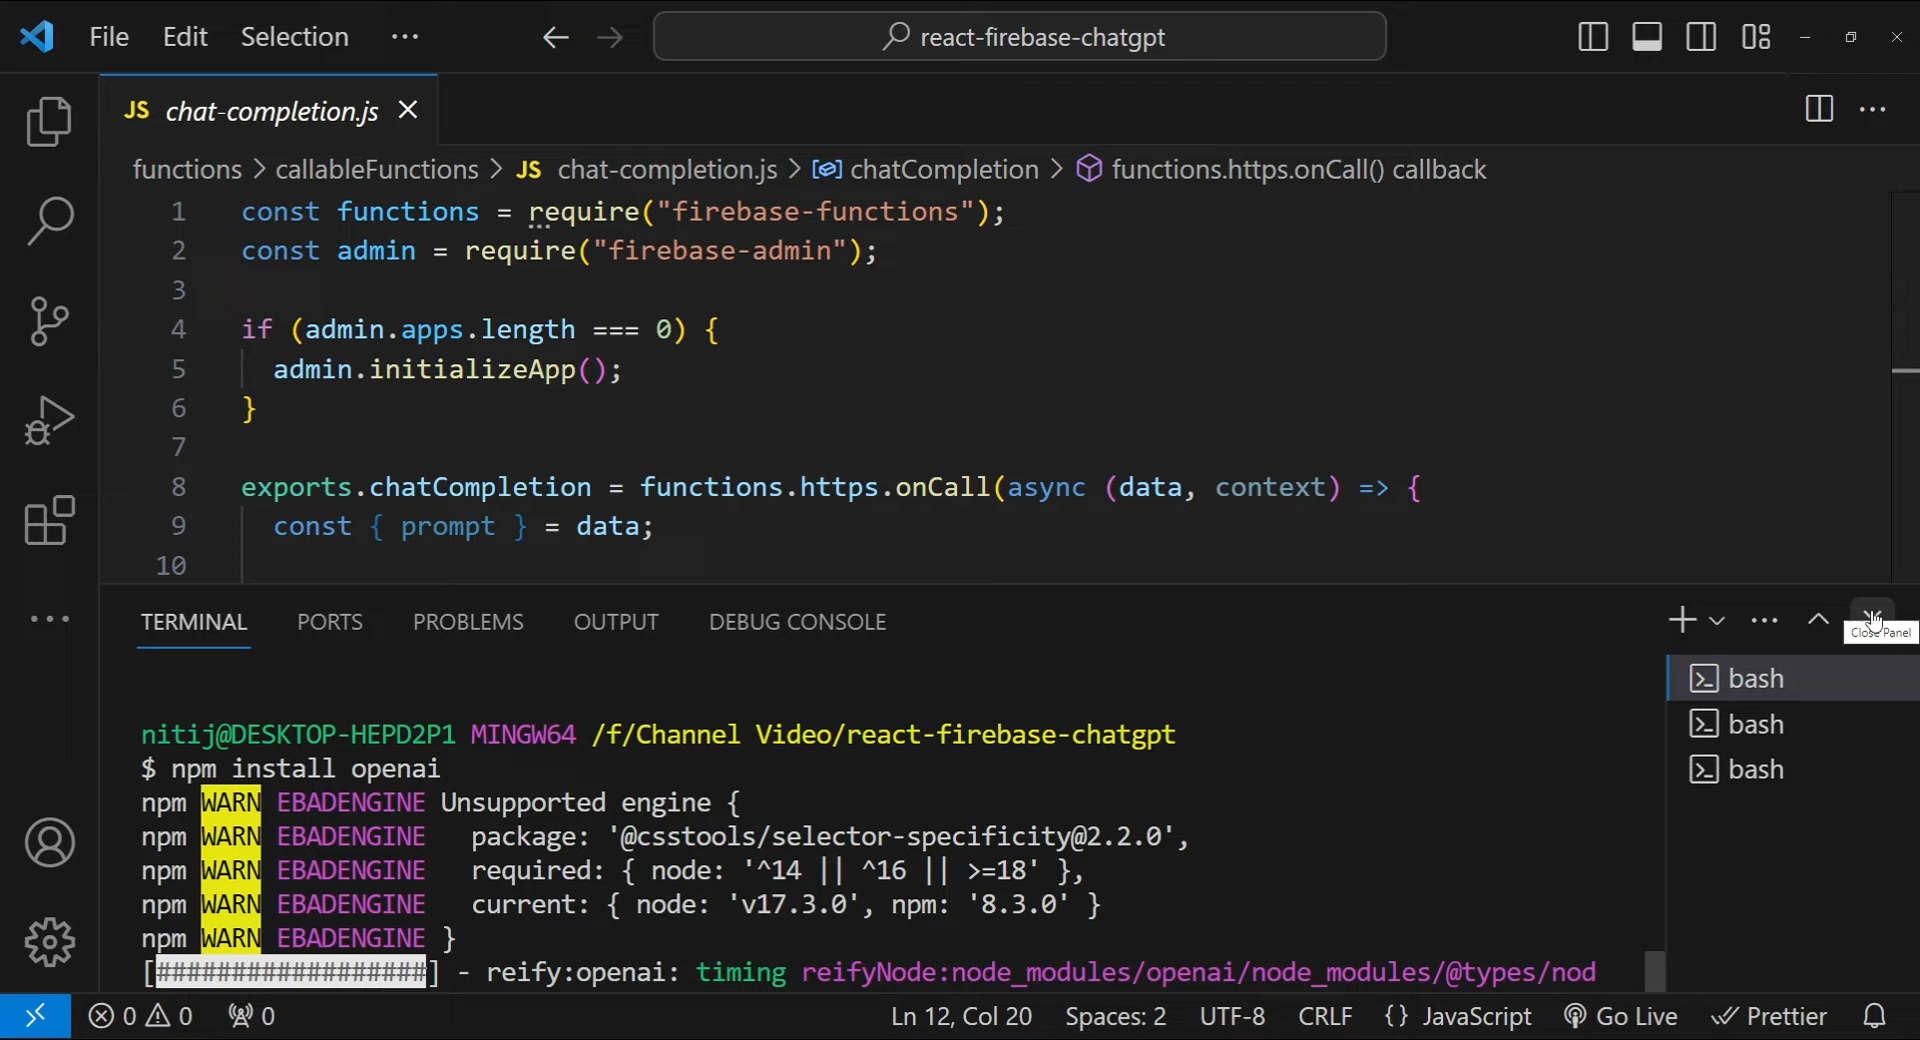 File Edit Selection ··· react-firebase-chatgpt
JS chat-completion.js
functions > callableFunctions > JS chat-completion.js > chatCompletion > functions.https.onCall() callback
1 const functions = require("firebase-functions");
2 const admin = require("firebase-admin");
3
4 if (admin.apps.length === 0) {
5 admin.initializeApp();
6 }
7
8 exports.chatCompletion = functions.https.onCall(async (data, context) => {
9 const { prompt } = data;
10
TERMINAL PORTS PROBLEMS OUTPUT DEBUG CONSOLE
Close Panel
bash
bash
bash
nitij@DESKTOP-HEPD2P1 MINGW64 /f/Channel Video/react-firebase-chatgpt
$ npm install openai
npm WARN EBADENGINE Unsupported engine {
npm WARN EBADENGINE package: '@csstools/selector-specificity@2.2.0',
npm WARN EBADENGINE required: { node: '^14 || ^16 || >=18' },
npm WARN EBADENGINE current: { node: 'v17.3.0', npm: '8.3.0' }
npm WARN EBADENGINE }
[##################] - reify:openai: timing reifyNode:node_modules/openai/node_modules/@types/nod
0 0 0 Ln 12, Col 20 Spaces: 2 UTF-8 CRLF {} JavaScript Go Live Prettier